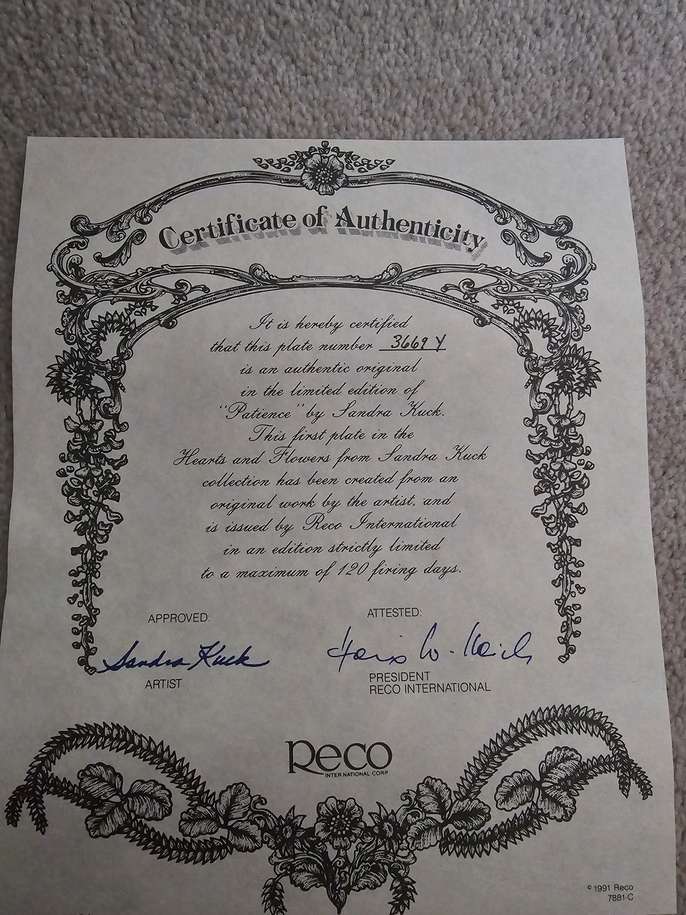 Certificate of Authenticity
It is hereby certified
that this plate number 3669 Y
is an authentic original
in the limited edition of
"Patience" by Sandra Kuck.
This first plate in the
Hearts and Flowers from Sandra Kuck
collection has been created from an
original work by the artist, and
is issued by Reco International
in an edition strictly limited
to a maximum of 120 firing days.
APPROVED:
Sandra Kuck
ARTIST
ATTESTED:
PRESIDENT
RECO INTERNATIONAL
Reco
INTERNATIONAL CORP
© 1991 Reco
7881-C